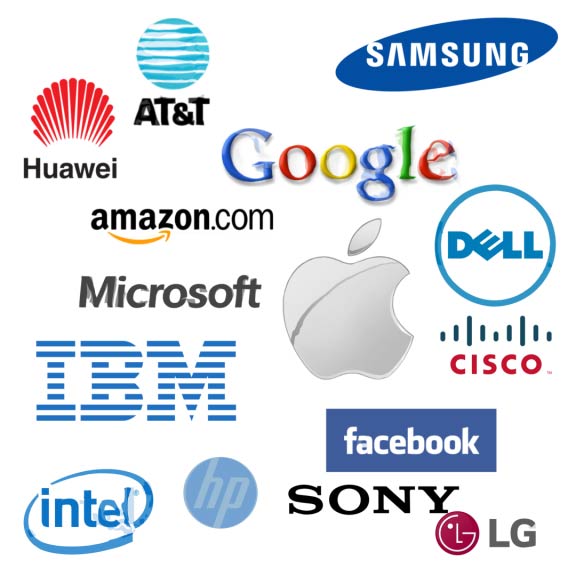 SAMSUNG
AT&T
Huawei
Google
amazon.com
DELL
Microsoft
CISCO
IBM
facebook
intel
hp
SONY
LG